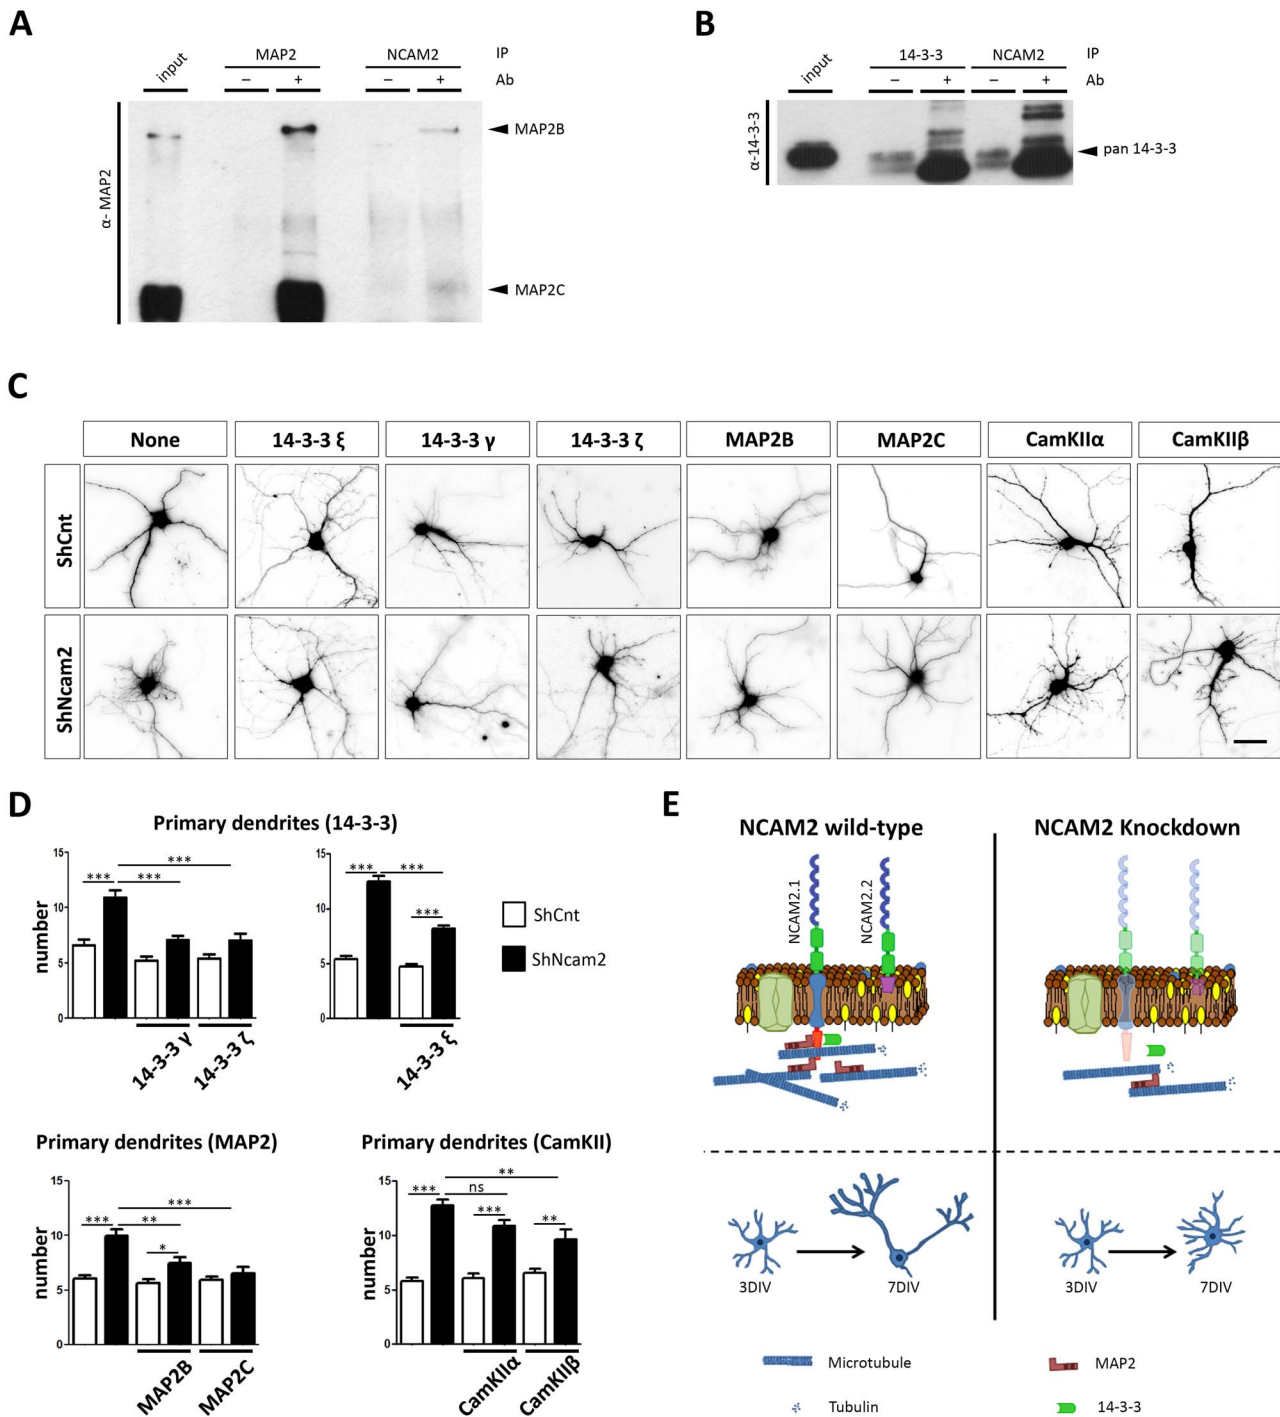 A
input
MAP2
NCAM2
IP
–
+
–
+
Ab
α- MAP2
MAP2B
MAP2C
B
input
14-3-3
NCAM2
IP
–
+
–
+
Ab
α-14-3-3
pan 14-3-3
C
None
14-3-3 ξ
14-3-3 γ
14-3-3 ζ
MAP2B
MAP2C
CamKIIα
CamKIIβ
ShCnt
ShNcam2
D
Primary dendrites (14-3-3)
number
15
10
5
0
***
***
***
14-3-3 γ
14-3-3 ζ
15
10
5
0
***
***
***
14-3-3 ξ
ShCnt
ShNcam2
Primary dendrites (MAP2)
number
15
10
5
0
***
**
***
*
MAP2B
MAP2C
Primary dendrites (CamKII)
number
15
10
5
0
***
ns
**
***
**
CamKIIα
CamKIIβ
E
NCAM2 wild-type
NCAM2 Knockdown
NCAM2.1
NCAM2.2
3DIV
7DIV
3DIV
7DIV
Microtubule
MAP2
Tubulin
14-3-3